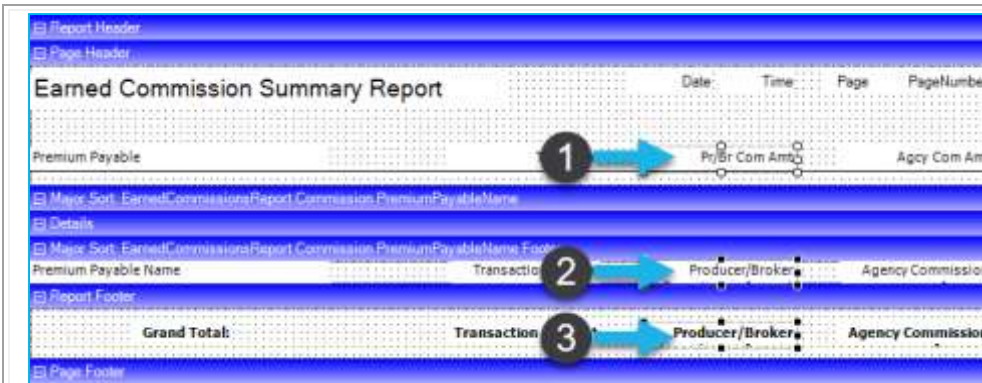 Report Header
Page Header
Earned Commission Summary Report Date Time Page PageNumbe
Premium Payable 1 Pr/Br Com Amt Agcy Com Am
Major Sort: EarnedCommissionsReport.Commission.PremiumPayableName
Details
Major Sort: EarnedCommissionsReport.Commission.PremiumPayableName Foote
Premium Payable Name Transactio 2 Producer/Broker Agency Commissio
Report Footer
Grand Total: Transaction 3 Producer/Broker Agency Commission
Page Footer